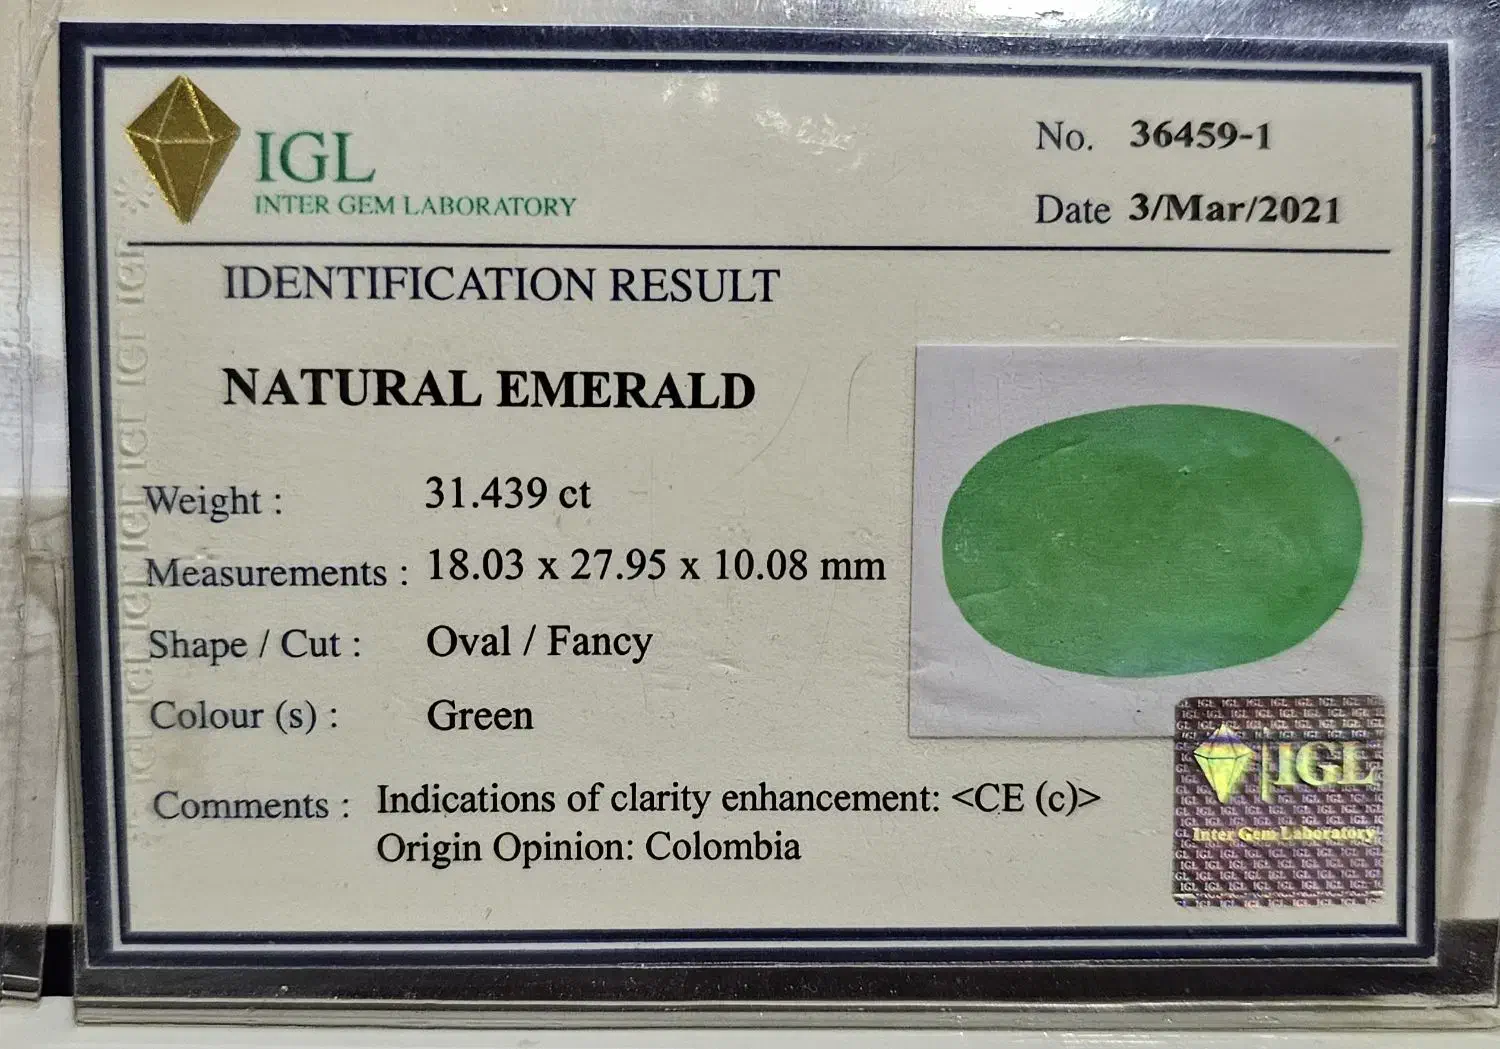 IGL
INTER GEM LABORATORY
No. 36459-1
Date 3/Mar/2021
IDENTIFICATION RESULT
NATURAL EMERALD
Weight : 31.439 ct
Measurements : 18.03 x 27.95 x 10.08 mm
Shape / Cut : Oval / Fancy
Colour (s) : Green
Comments : Indications of clarity enhancement: <CE (c)>
Origin Opinion: Colombia
IGL
Inter Gem Laboratory